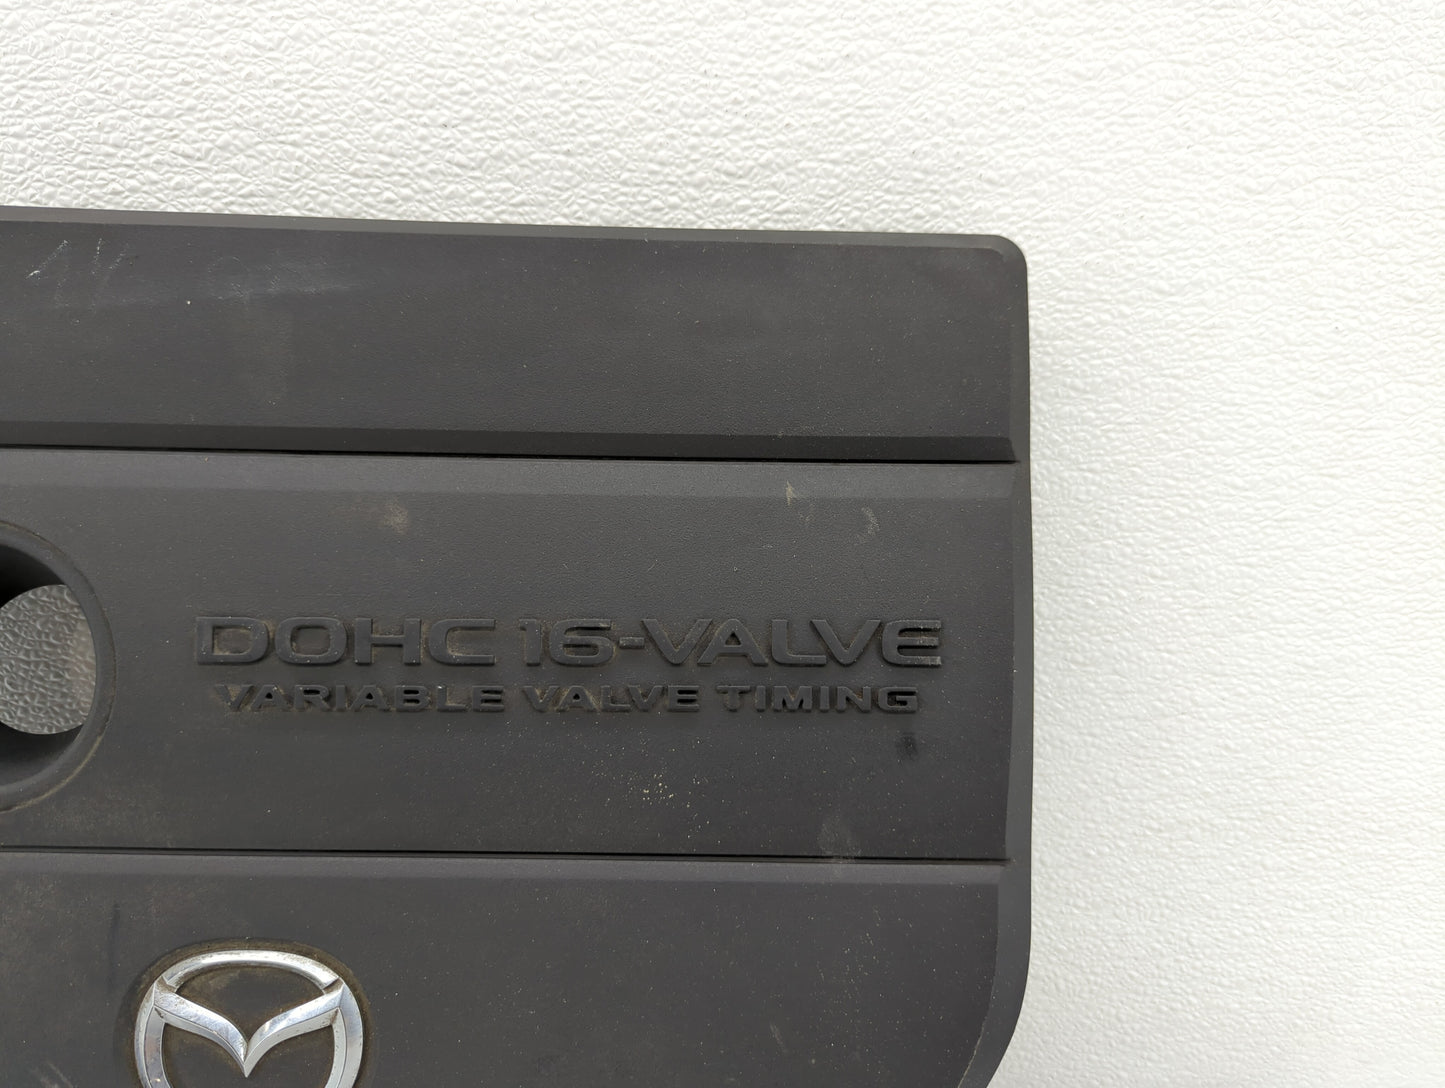 DOHC 16-VALVE
VARIABLE VALVE TIMING